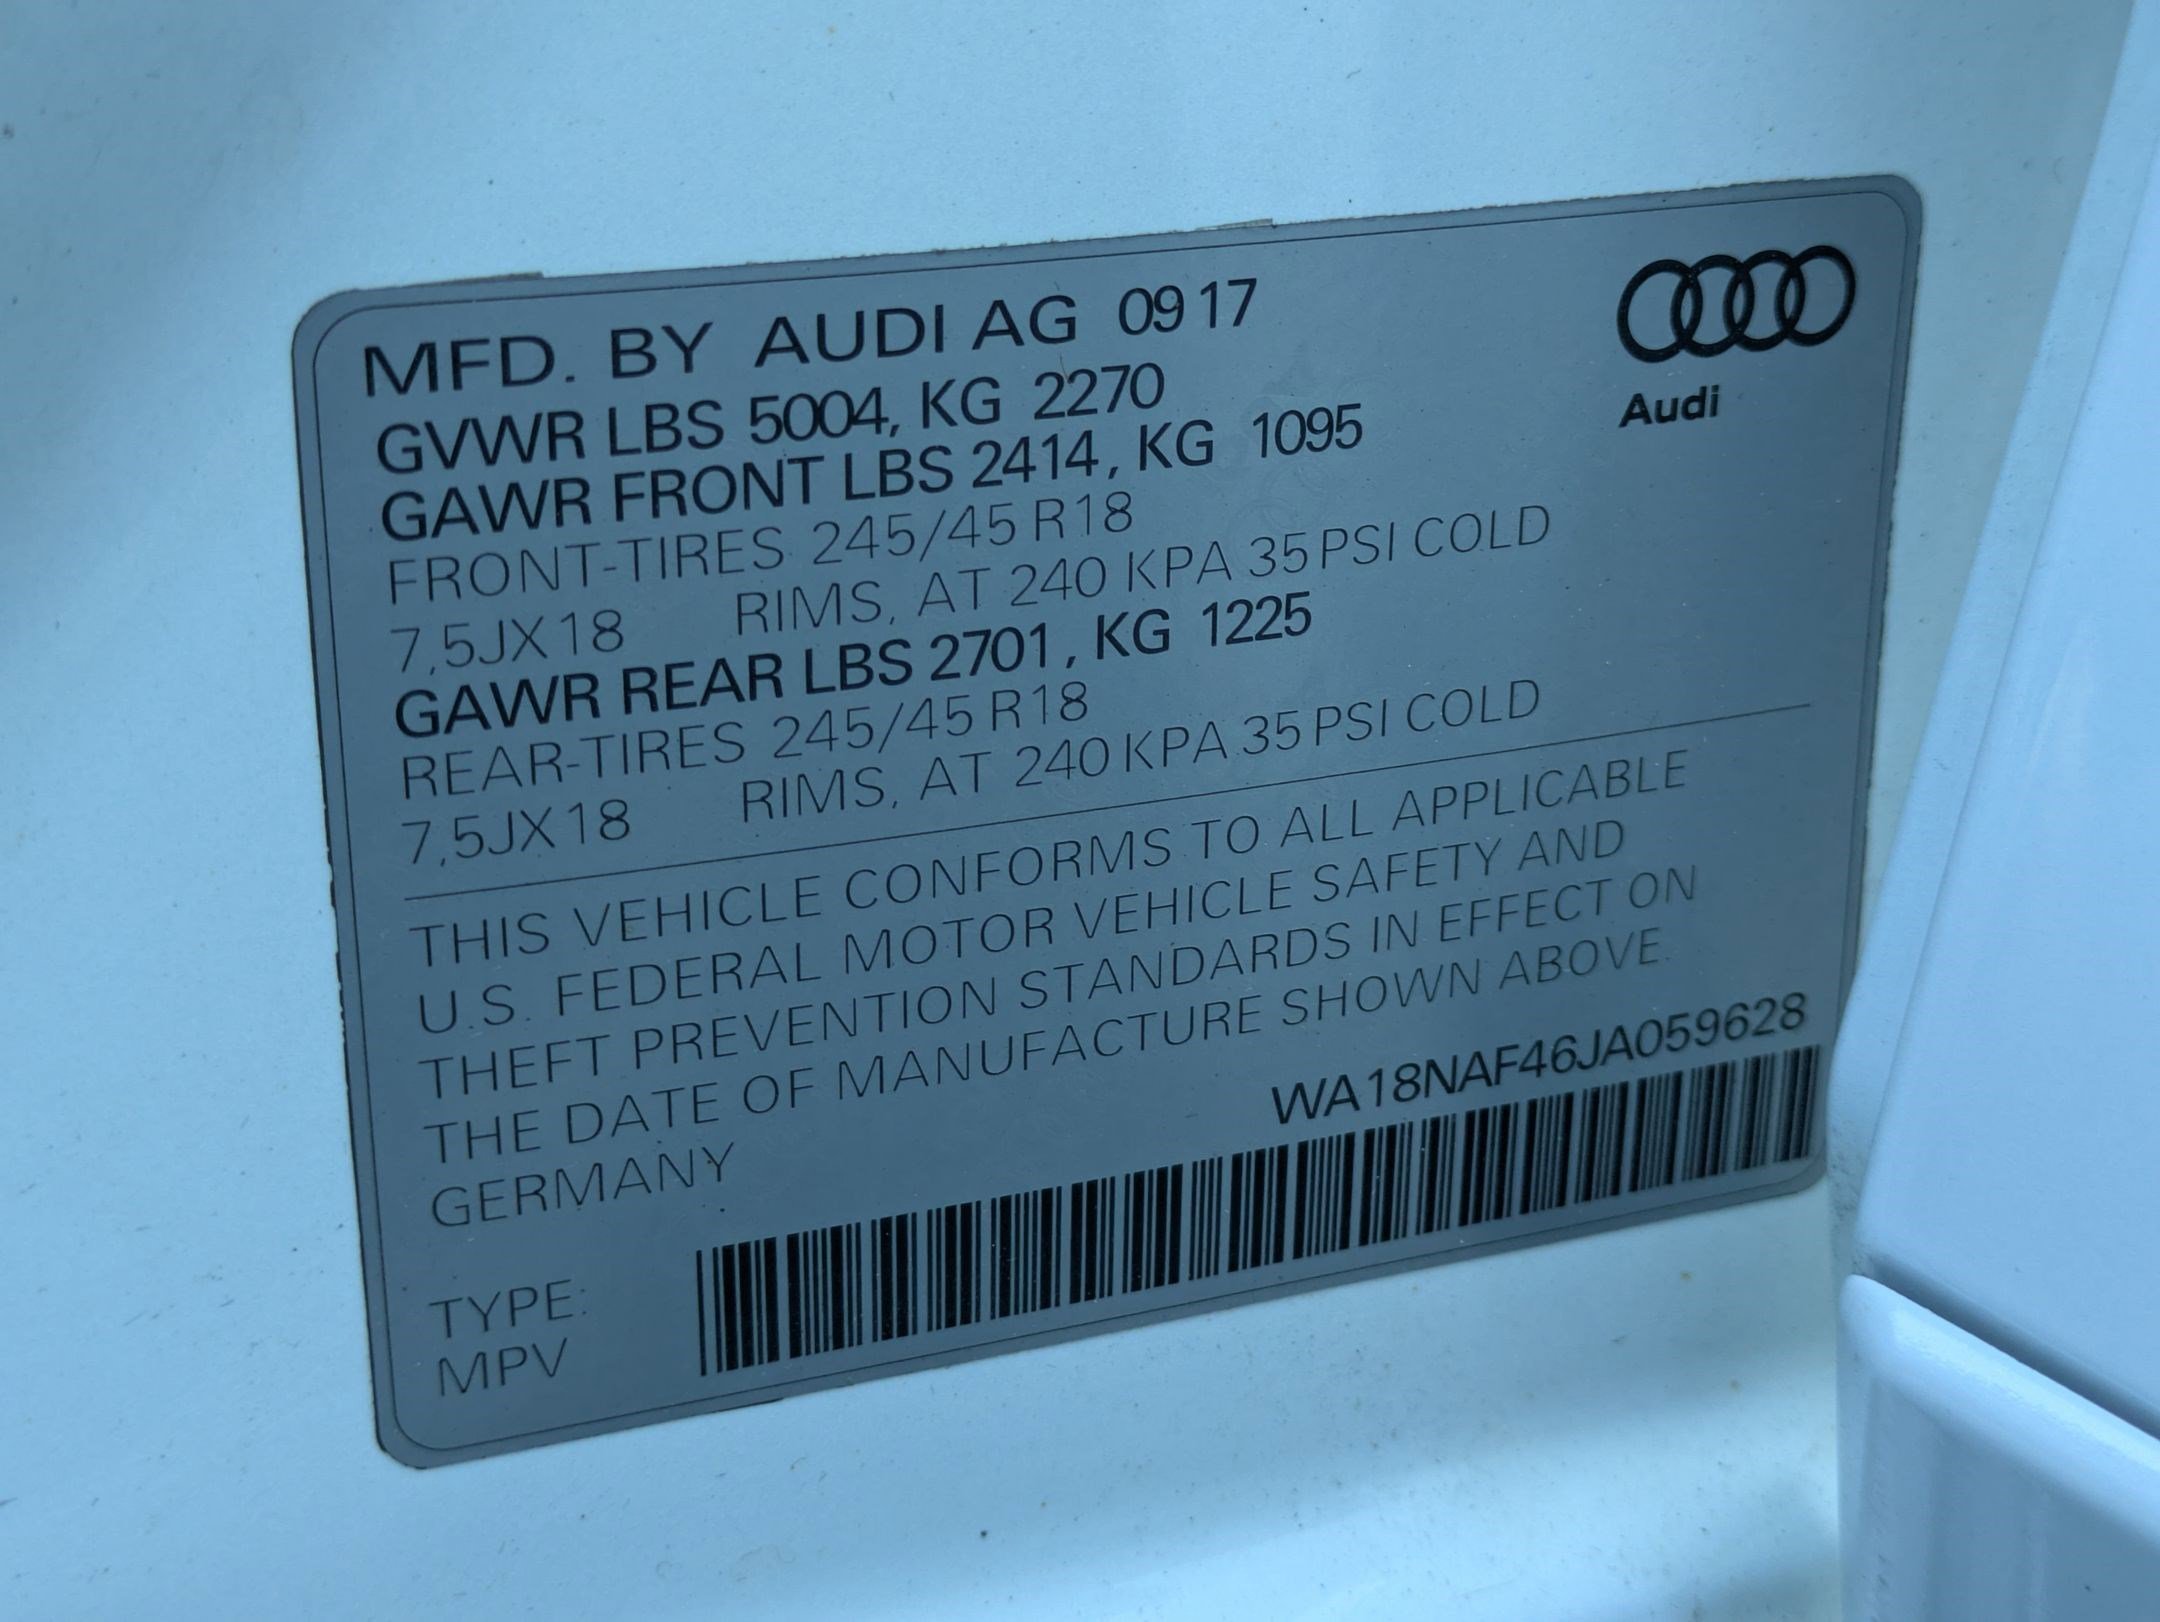 MFD. BY AUDI AG 09 17
GVWR LBS 5004, KG 2270
GAWR FRONT LBS 2414, KG 1095
FRONT-TIRES 245/45 R18
7,5JX18 RIMS, AT 240 KPA 35 PSI COLD
GAWR REAR LBS 2701, KG 1225
REAR-TIRES 245/45 R18
7,5JX18 RIMS, AT 240 KPA 35 PSI COLD
Audi
THIS VEHICLE CONFORMS TO ALL APPLICABLE
U.S. FEDERAL MOTOR VEHICLE SAFETY AND
THEFT PREVENTION STANDARDS IN EFFECT ON
THE DATE OF MANUFACTURE SHOWN ABOVE.
GERMANY
WA18NAF46JA059628
TYPE:
MPV